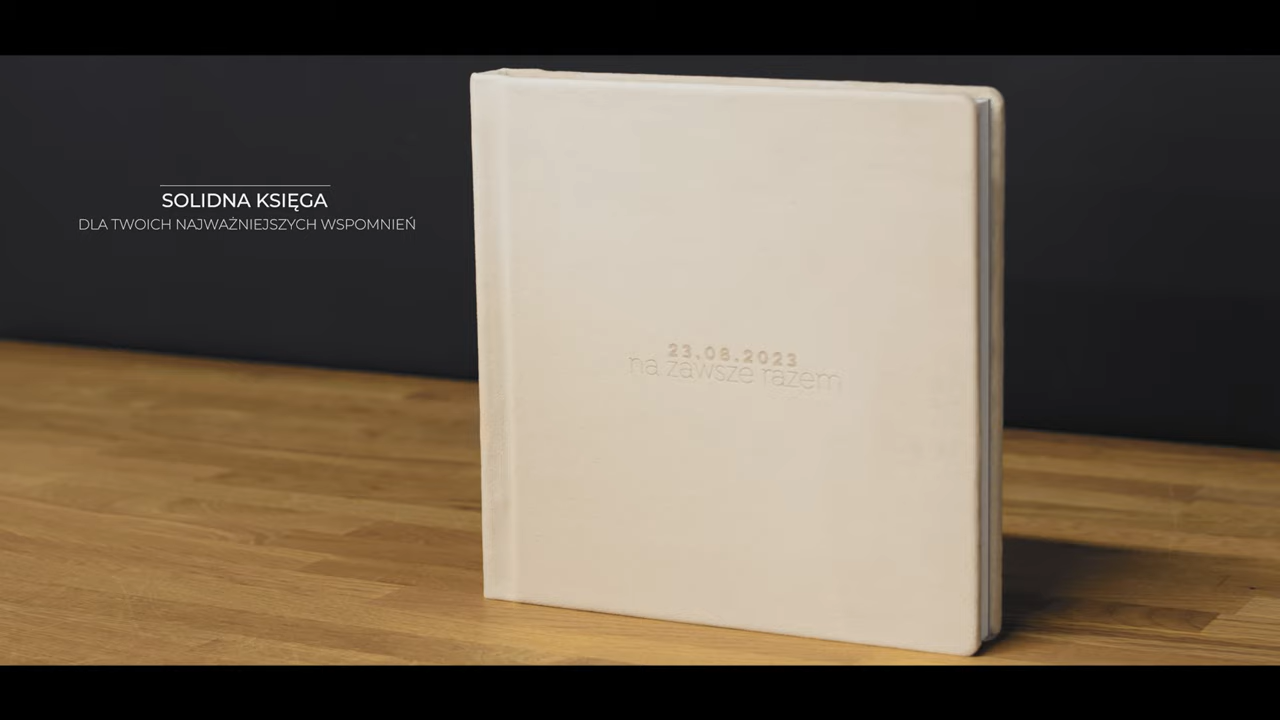 SOLIDNA KSIĘGA
DLA TWOICH NAJWAŻNIEJSZYCH WSPOMNIEŃ
23.08.2023
na zawsze razem